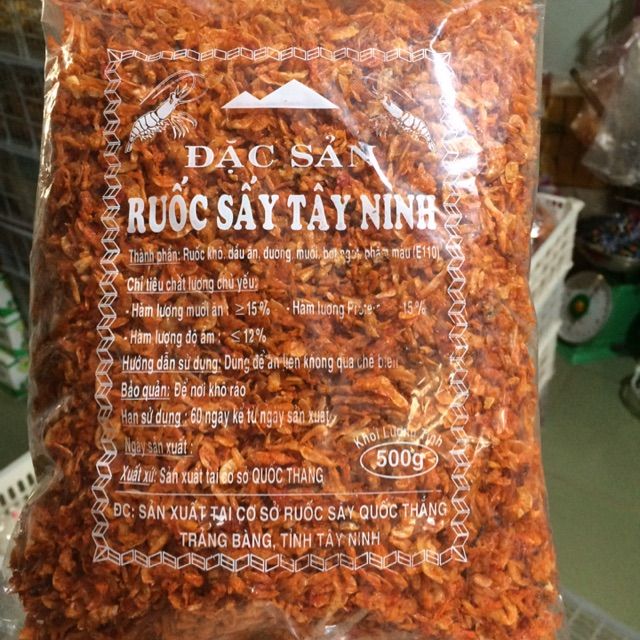 ĐẶC SẢN
RUỐC SẤY TÂY NINH
Thành phần: Ruốc khô, dầu ăn, đường, muối, bột ngọt, phẩm màu (E110)
Chỉ tiêu chất lượng chủ yếu:
- Hàm lượng muối ăn : ≥ 15% - Hàm lượng 15%
- Hàm lượng độ ẩm : ≤ 12%
Hướng dẫn sử dụng: Dùng để ăn liền không qua chế biến
Bảo quản: Để nơi khô ráo
Hạn sử dụng : 60 ngày kể từ ngày sản xuất
Ngày sản xuất :
Khối Lượng Tịnh
500g
Xuất xứ: Sản xuất tại cơ sở QUỐC THẮNG
ĐC: SẢN XUẤT TẠI CƠ SỞ RUỐC SẤY QUỐC THẮNG
TRẢNG BÀNG, TỈNH TÂY NINH